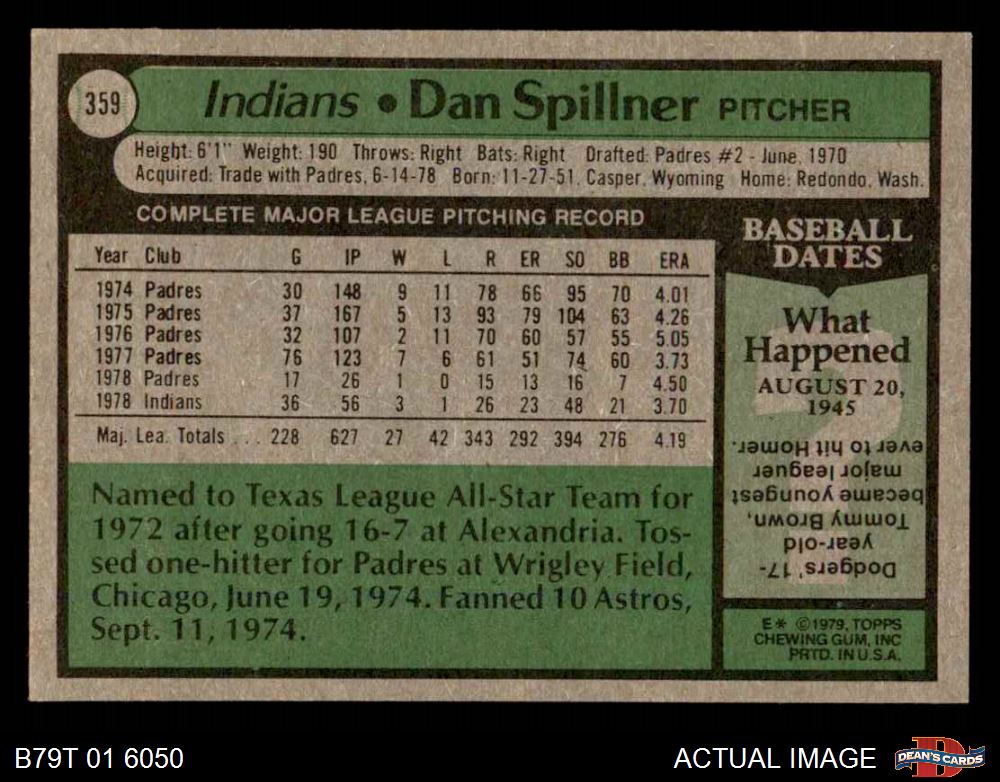 359
Indians • Dan Spillner PITCHER
Height: 6'1" Weight: 190 Throws: Right Bats: Right Drafted: Padres #2 - June, 1970
Acquired: Trade with Padres, 6-14-78 Born: 11-27-51, Casper, Wyoming Home: Redondo, Wash.
COMPLETE MAJOR LEAGUE PITCHING RECORD
Year Club G IP W L R ER SO BB ERA
1974 Padres 30 148 9 11 78 66 95 70 4.01
1975 Padres 37 167 5 13 93 79 104 63 4.26
1976 Padres 32 107 2 11 70 60 57 55 5.05
1977 Padres 76 123 7 6 61 51 74 60 3.73
1978 Padres 17 26 1 0 15 13 16 7 4.50
1978 Indians 36 56 3 1 26 23 48 21 3.70
Maj. Lea. Totals . . . 228 627 27 42 343 292 394 276 4.19
Named to Texas League All-Star Team for
1972 after going 16-7 at Alexandria. Tos-
sed one-hitter for Padres at Wrigley Field,
Chicago, June 19, 1974. Fanned 10 Astros,
Sept. 11, 1974.
BASEBALL
DATES
What
Happened
AUGUST 20,
1945
Dodgers' 17-
year-old
Tommy Brown,
became youngest
major leaguer
ever to hit Homer.
E* ©1979, TOPPS
CHEWING GUM, INC
PRTD. IN U.S.A.
B79T 01 6050
ACTUAL IMAGE
D
DEAN'S CARDS